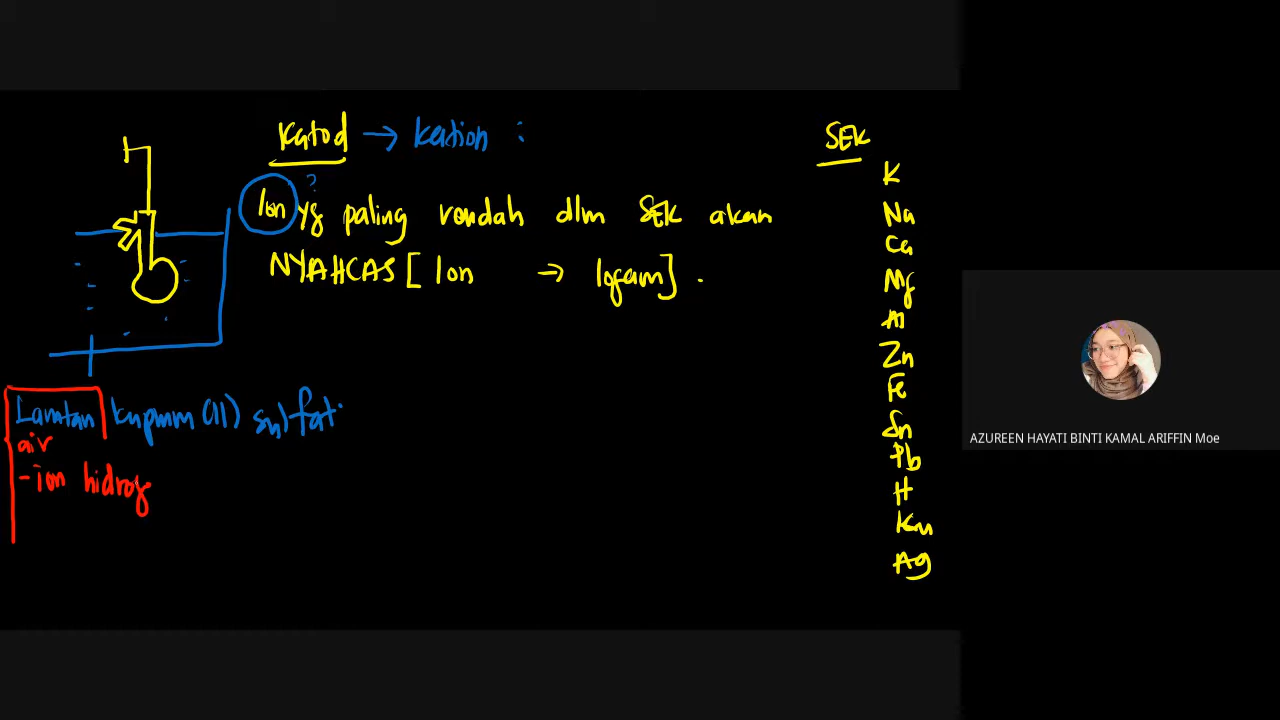 Katod → kation :
?
Ion yg paling rendah dlm SEK akan
NYAHCAS [ Ion → logam ] .
Larutan kuprum (II) sulfat
air
- ion hidrog
SEK
K
Na
Ca
Mg
Al
Zn
Fe
Sn
Pb
H
Ku
Ag
AZUREEN HAYATI BINTI KAMAL ARIFFIN Moe